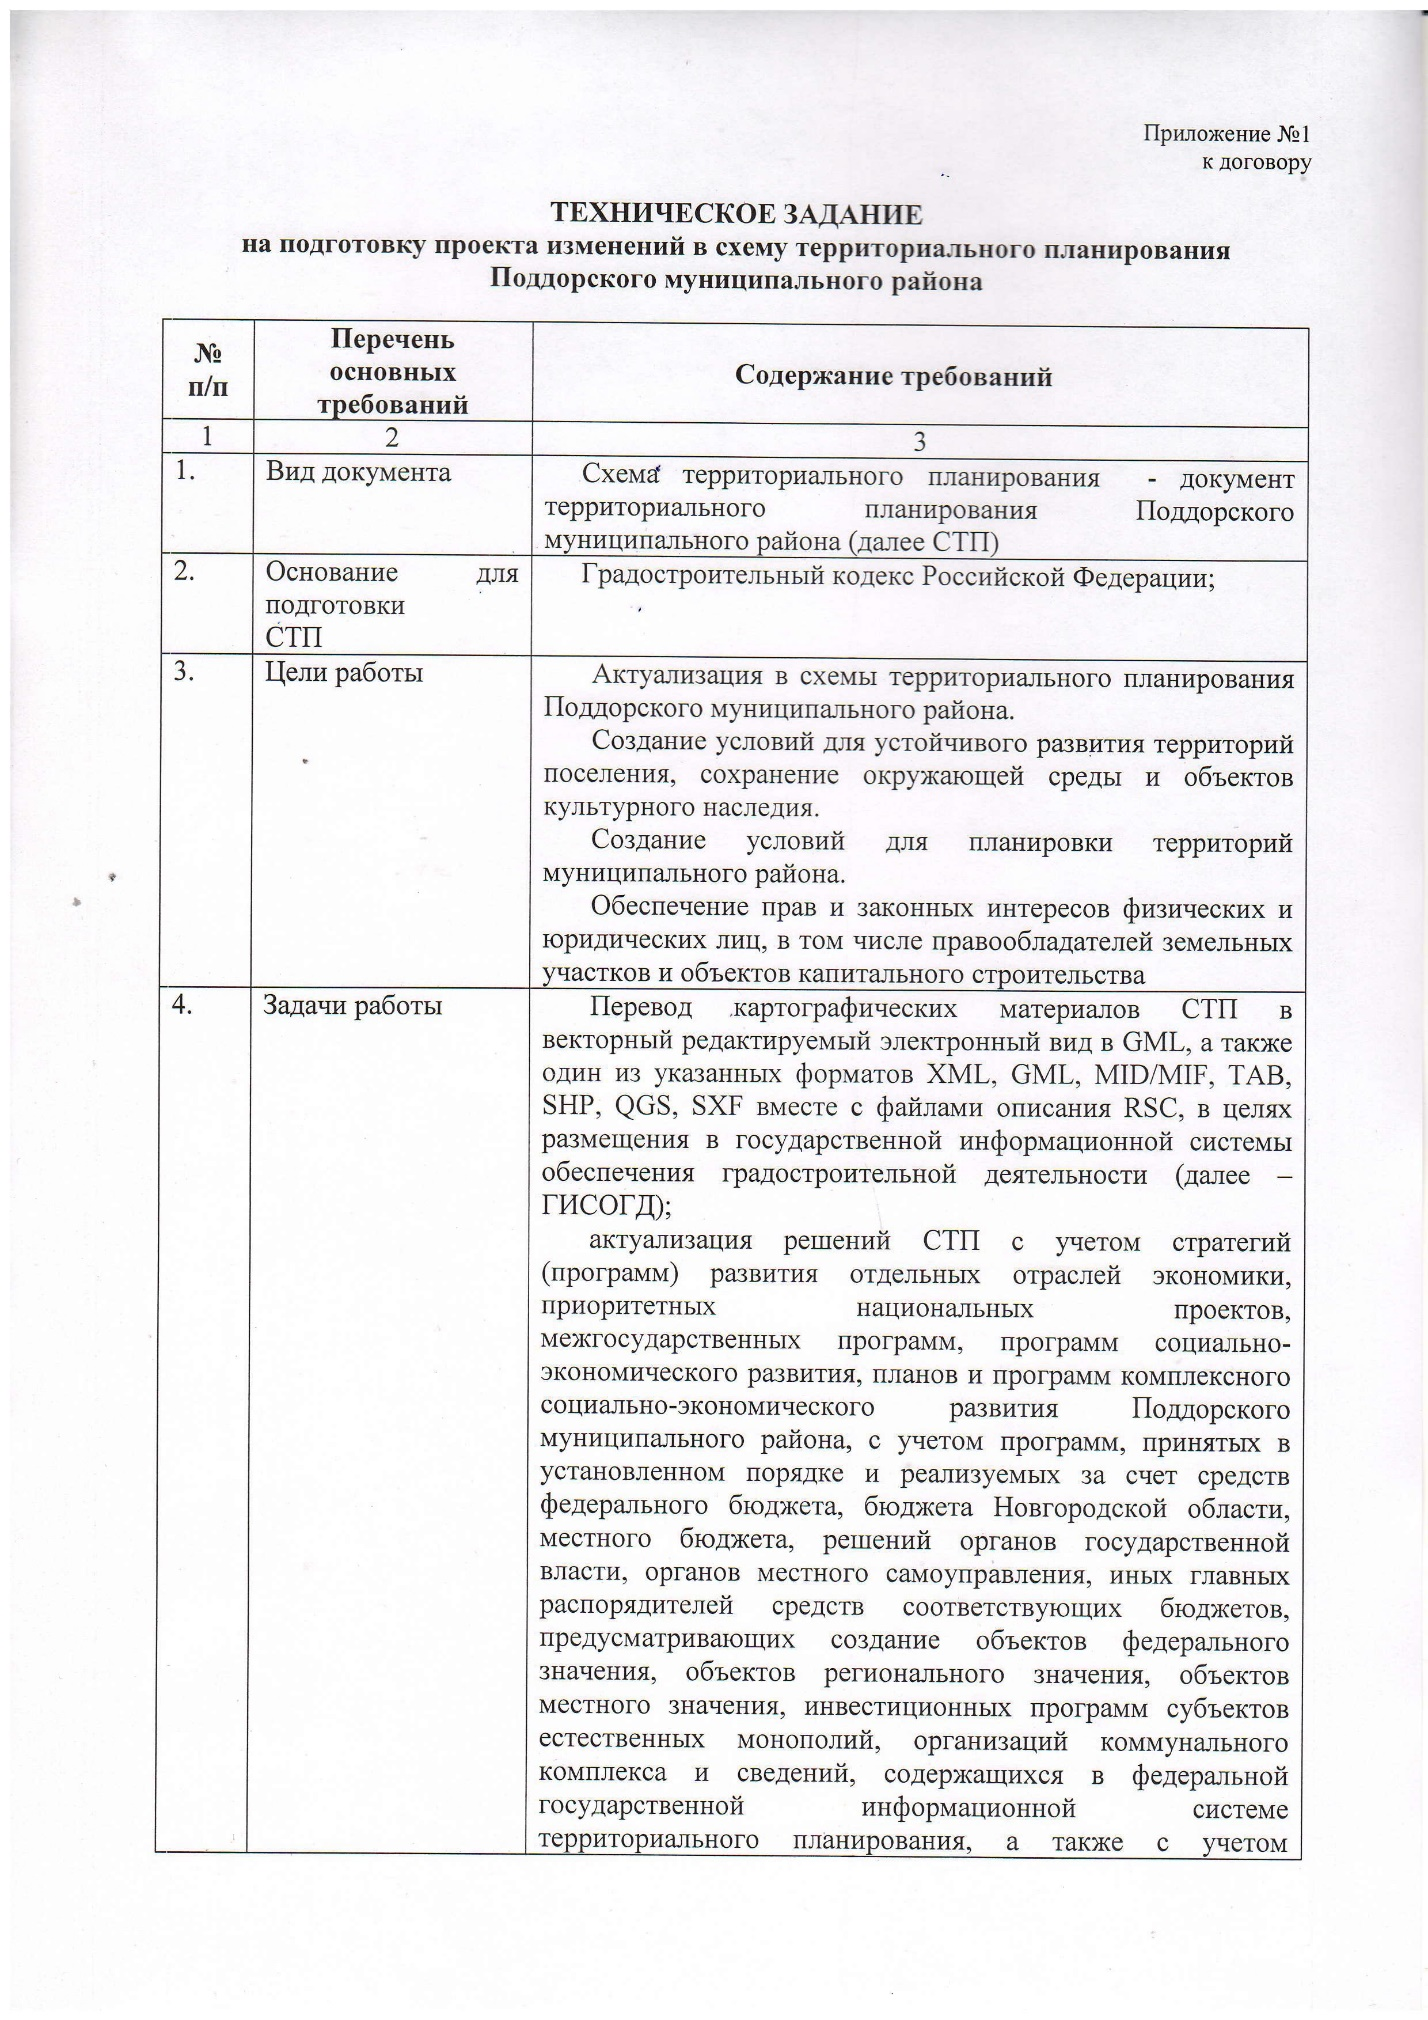 Приложение №1
к договору
ТЕХНИЧЕСКОЕ ЗАДАНИЕ
на подготовку проекта изменений в схему территориального планирования
Поддорского муниципального района
№
п/п
Перечень
основных
требований
Содержание требований
1
2
3
1.
Вид документа
Схема территориального планирования - документ
территориального планирования Поддорского
муниципального района (далее СТП)
2.
Основание для
подготовки
СТП
Градостроительный кодекс Российской Федерации;
3.
Цели работы
Актуализация в схемы территориального планирования
Поддорского муниципального района.
Создание условий для устойчивого развития территорий
поселения, сохранение окружающей среды и объектов
культурного наследия.
Создание условий для планировки территорий
муниципального района.
Обеспечение прав и законных интересов физических и
юридических лиц, в том числе правообладателей земельных
участков и объектов капитального строительства
4.
Задачи работы
Перевод картографических материалов СТП в
векторный редактируемый электронный вид в GML, а также
один из указанных форматов XML, GML, MID/MIF, TAB,
SHP, QGS, SXF вместе с файлами описания RSC, в целях
размещения в государственной информационной системы
обеспечения градостроительной деятельности (далее –
ГИСОГД);
актуализация решений СТП с учетом стратегий
(программ) развития отдельных отраслей экономики,
приоритетных национальных проектов,
межгосударственных программ, программ социально-
экономического развития, планов и программ комплексного
социально-экономического развития Поддорского
муниципального района, с учетом программ, принятых в
установленном порядке и реализуемых за счет средств
федерального бюджета, бюджета Новгородской области,
местного бюджета, решений органов государственной
власти, органов местного самоуправления, иных главных
распорядителей средств соответствующих бюджетов,
предусматривающих создание объектов федерального
значения, объектов регионального значения, объектов
местного значения, инвестиционных программ субъектов
естественных монополий, организаций коммунального
комплекса и сведений, содержащихся в федеральной
государственной информационной системе
территориального планирования, а также с учетом